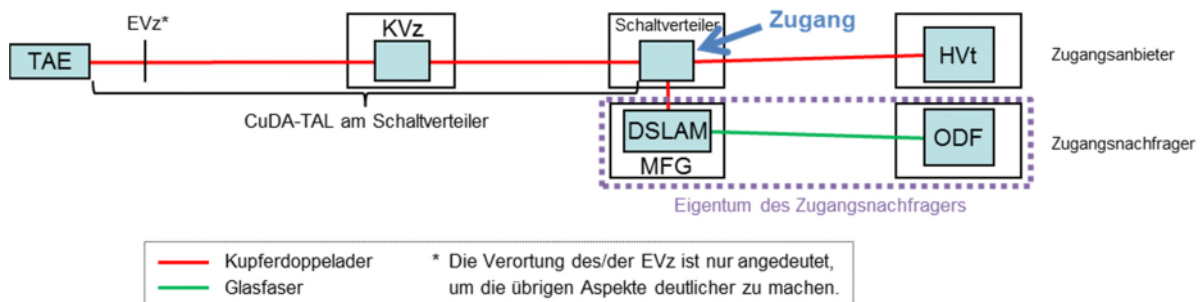 EVz*
KVz
Schaltverteiler
Zugang
TAE
HVt
Zugangsanbieter
CuDA-TAL am Schaltverteiler
DSLAM
MFG
ODF
Zugangsnachfrager
Eigentum des Zugangsnachfragers
Kupferdoppelader
Glasfaser
* Die Verortung des/der EVz ist nur angedeutet,
um die übrigen Aspekte deutlicher zu machen.